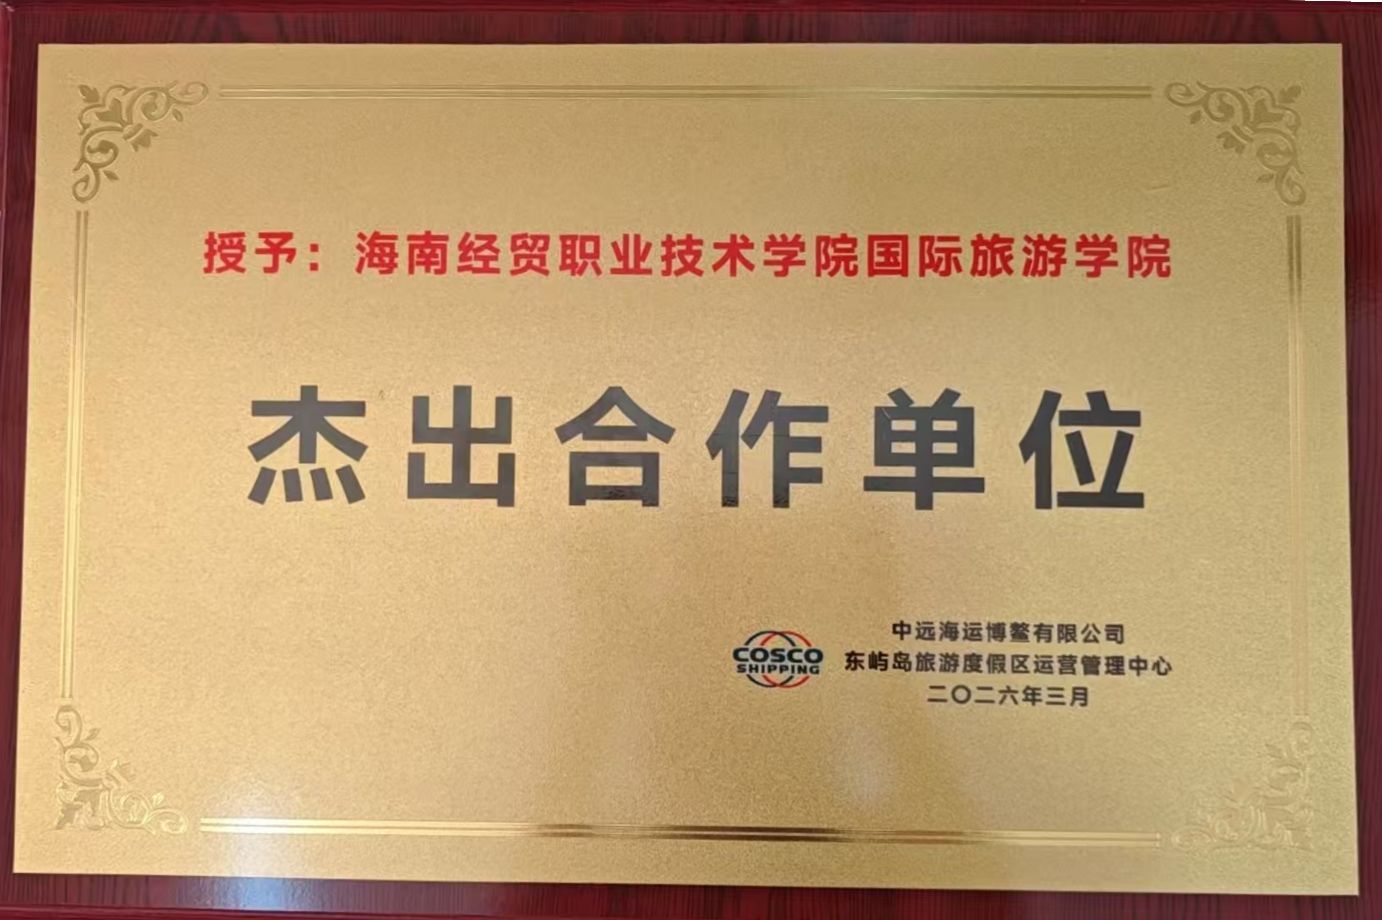 授予：海南经贸职业技术学院国际旅游学院
杰出合作单位
COSCO
SHIPPING
中远海运博鳌有限公司
东屿岛旅游度假区运营管理中心
二〇二六年三月